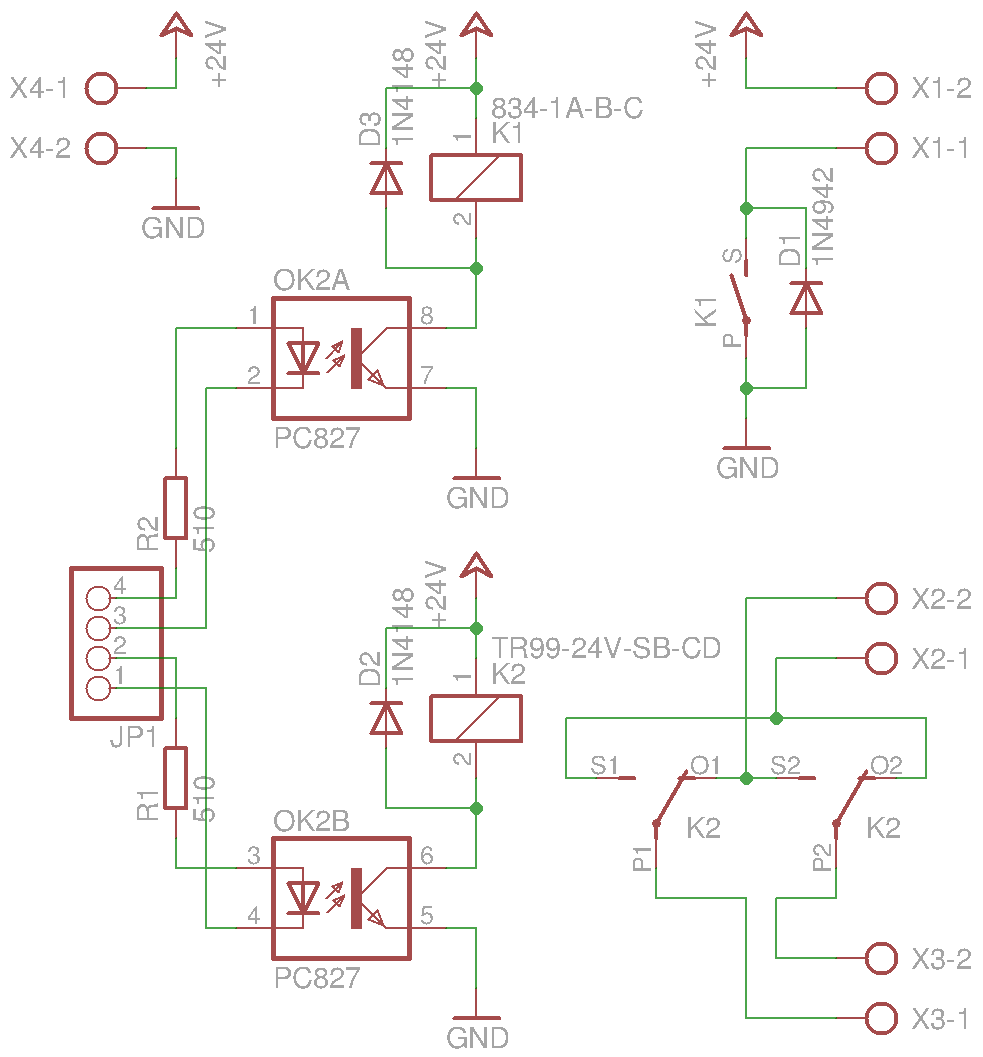 X4-1
+24V
X4-2
GND
D3
1N4148
+24V
834-1A-B-C
K1
1
2
+24V
X1-2
X1-1
S
K1
P
D1
1N4942
GND
OK2A
1
2
8
7
PC827
GND
R2
510
4
3
2
1
JP1
R1
510
D2
1N4148
+24V
TR99-24V-SB-CD
K2
1
2
OK2B
3
4
6
5
PC827
GND
X2-2
X2-1
S1
O1
S2
O2
K2
K2
P1
P2
X3-2
X3-1